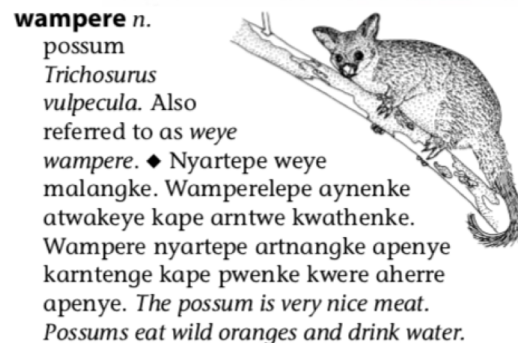 wampere n.
possum
Trichosurus
vulpecula. Also
referred to as weye
wampere. ◆ Nyartepe weye
malangke. Wamperelepe aynenke
atwakeye kape arntwe kwathenke.
Wampere nyartepe artnangke apenye
karntenge kape pwenke kwere aherre
apenye. The possum is very nice meat.
Possums eat wild oranges and drink water.